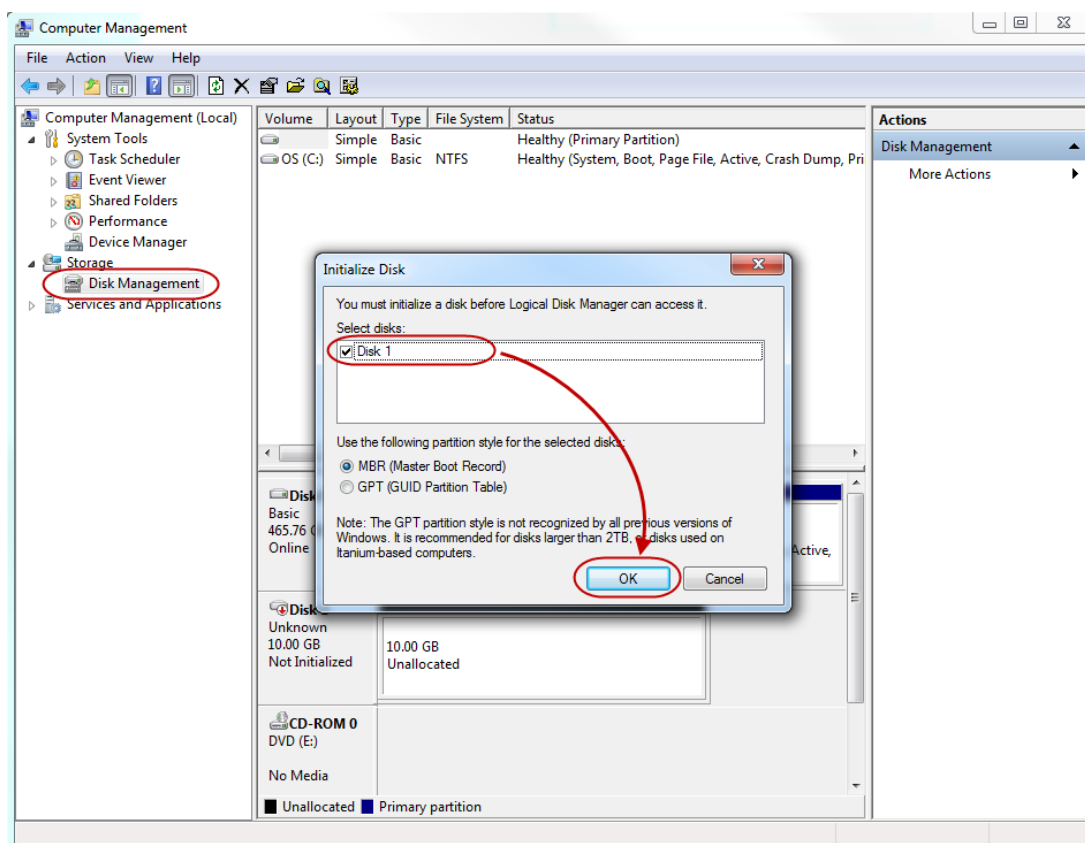 Computer Management
File Action View Help
Computer Management (Local)
System Tools
Task Scheduler
Event Viewer
Shared Folders
Performance
Device Manager
Storage
Disk Management
Services and Applications
Volume Layout Type File System Status
Simple Basic Healthy (Primary Partition)
OS (C:) Simple Basic NTFS Healthy (System, Boot, Page File, Active, Crash Dump, Pri
Actions
Disk Management
More Actions
Initialize Disk
You must initialize a disk before Logical Disk Manager can access it.
Select disks:
Disk 1
Use the following partition style for the selected disks:
MBR (Master Boot Record)
GPT (GUID Partition Table)
Note: The GPT partition style is not recognized by all previous versions of
Windows. It is recommended for disks larger than 2TB, or disks used on
Itanium-based computers.
OK Cancel
Disk
Basic
465.76
Online
Active,
Disk
Unknown
10.00 GB
Not Initialized
10.00 GB
Unallocated
CD-ROM 0
DVD (E:)
No Media
Unallocated Primary partition